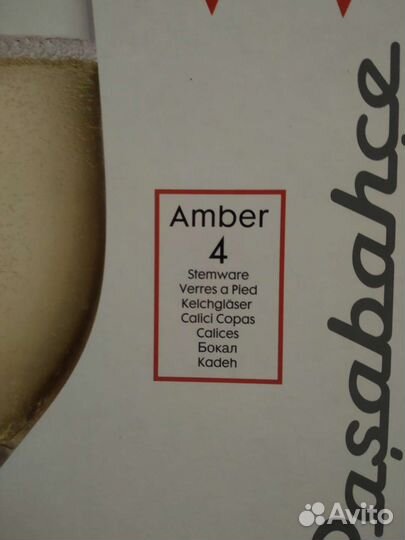 Amber
4
Stemware
Verres a Pied
Kelchgläser
Calici Copas
Calices
Бокал
Kadeh
Paşabahçe
Avito